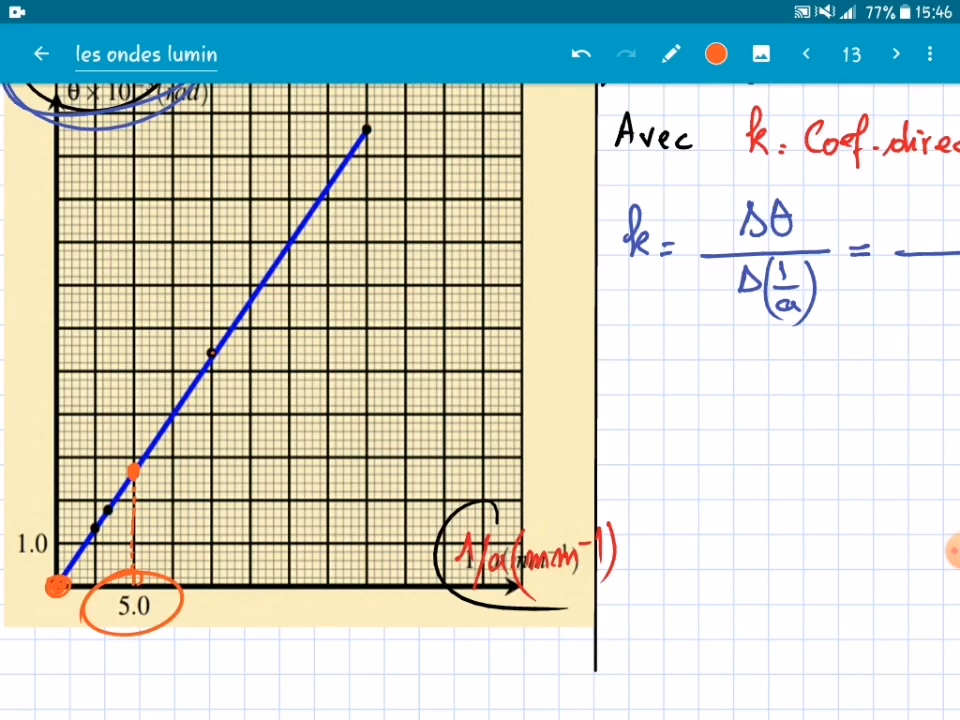 77% 15:46
les ondes lumin
13
θ × 10 (rad)
Avec k = Coef. direc
k = Δθ / Δ(1/a) =
1.0
1/a (mm⁻¹)
5.0